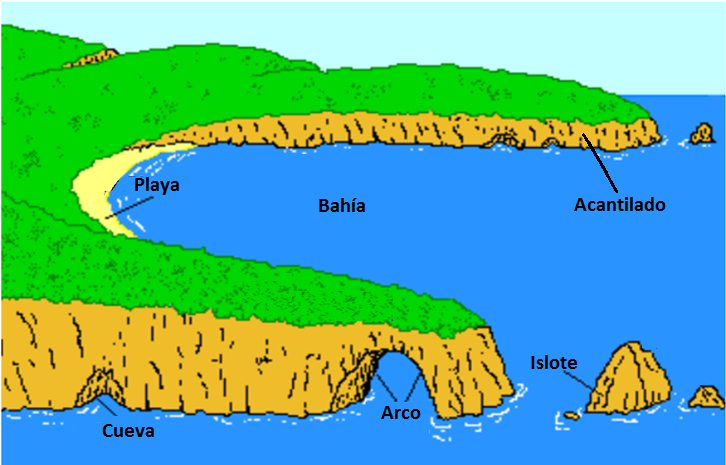 Playa
Bahía
Acantilado
Islote
Arco
Cueva